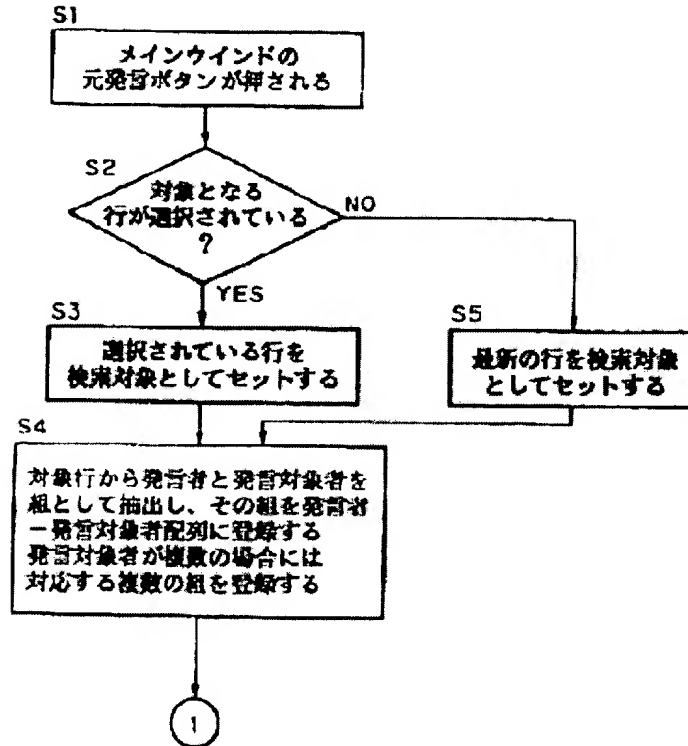 S1
メインウインドの
元発言ボタンが押される
S2
対象となる
行が選択されている
?
NO
YES
S3
選択されている行を
検索対象としてセットする
S5
最新の行を検索対象
としてセットする
S4
対象行から発言者と発言対象者を
組として抽出し、その組を発言者
ー発言対象者配列に登録する
発言対象者が複数の場合には
対応する複数の組を登録する
1